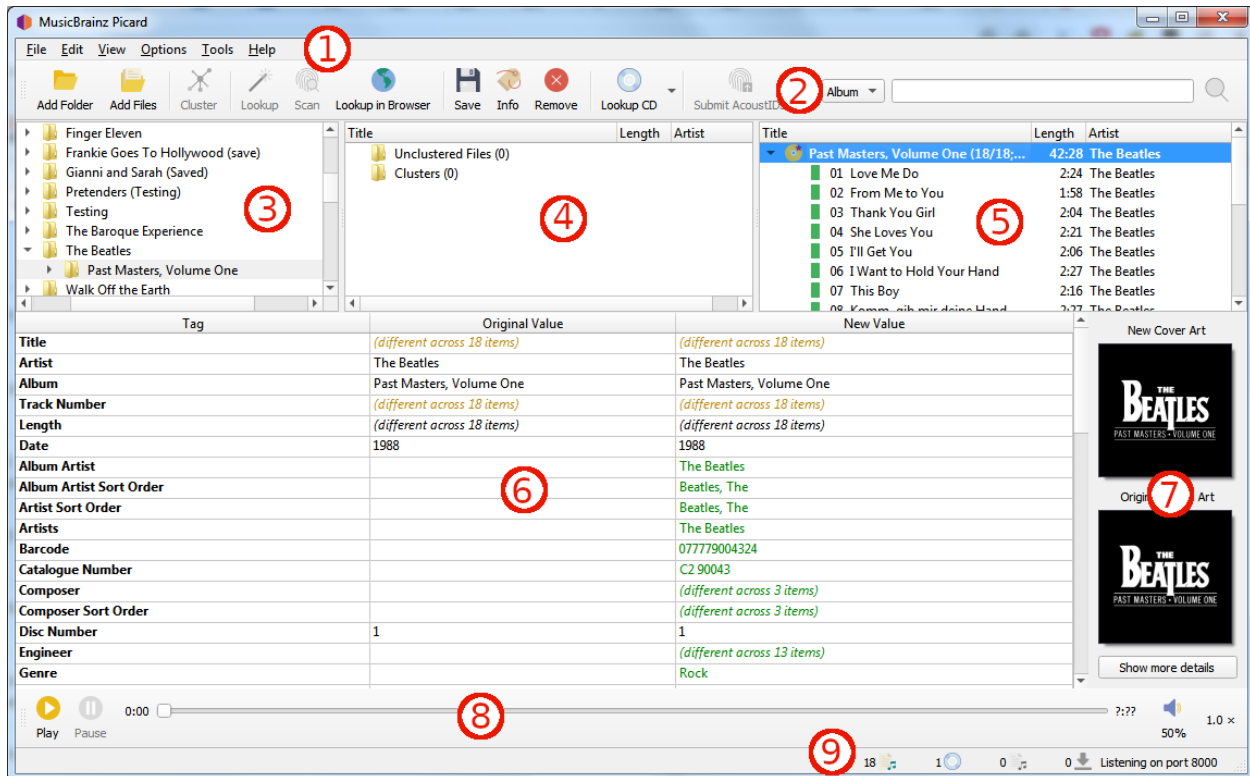 MusicBrainz Picard
File Edit View Options Tools Help
1
Add Folder Add Files Cluster Lookup Scan Lookup in Browser Save Info Remove Lookup CD Submit AcoustIDs
2
Album
Finger Eleven
Frankie Goes To Hollywood (save)
Gianni and Sarah (Saved)
Pretenders (Testing)
Testing
The Baroque Experience
The Beatles
Past Masters, Volume One
Walk Off the Earth
3
Title Length Artist
Unclustered Files (0)
Clusters (0)
4
Title Length Artist
Past Masters, Volume One (18/18;... 42:28 The Beatles
01 Love Me Do 2:24 The Beatles
02 From Me to You 1:58 The Beatles
03 Thank You Girl 2:04 The Beatles
04 She Loves You 2:21 The Beatles
05 I'll Get You 2:06 The Beatles
06 I Want to Hold Your Hand 2:27 The Beatles
07 This Boy 2:16 The Beatles
08 Komm, gib mir deine Hand 2:27 The Beatles
5
Tag Original Value New Value
Title (different across 18 items) (different across 18 items)
Artist The Beatles The Beatles
Album Past Masters, Volume One Past Masters, Volume One
Track Number (different across 18 items) (different across 18 items)
Length (different across 18 items) (different across 18 items)
Date 1988 1988
Album Artist The Beatles
Album Artist Sort Order Beatles, The
Artist Sort Order Beatles, The
Artists The Beatles
Barcode 077779004324
Catalogue Number C2 90043
Composer (different across 3 items)
Composer Sort Order (different across 3 items)
Disc Number 1 1
Engineer (different across 13 items)
Genre Rock
6
New Cover Art
THE
BEATLES
PAST MASTERS • VOLUME ONE
7
Art
THE
BEATLES
PAST MASTERS • VOLUME ONE
Show more details
Play Pause
0:00
8
?:??
50%
1.0 ×
9
18 1 0 0 Listening on port 8000